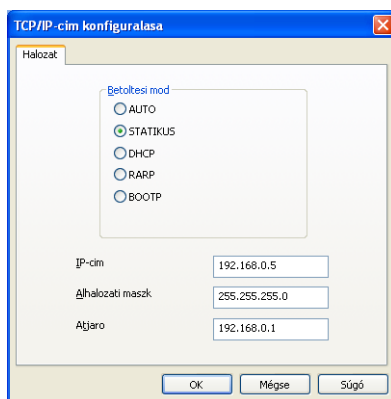 TCP/IP-cím konfiguralasa
Halozat
Betoltesi mod
AUTO
STATIKUS
DHCP
RARP
BOOTP
IP-cim 192.168.0.5
Alhalozati maszk 255.255.255.0
Atjaro 192.168.0.1
OK Mégse Súgó